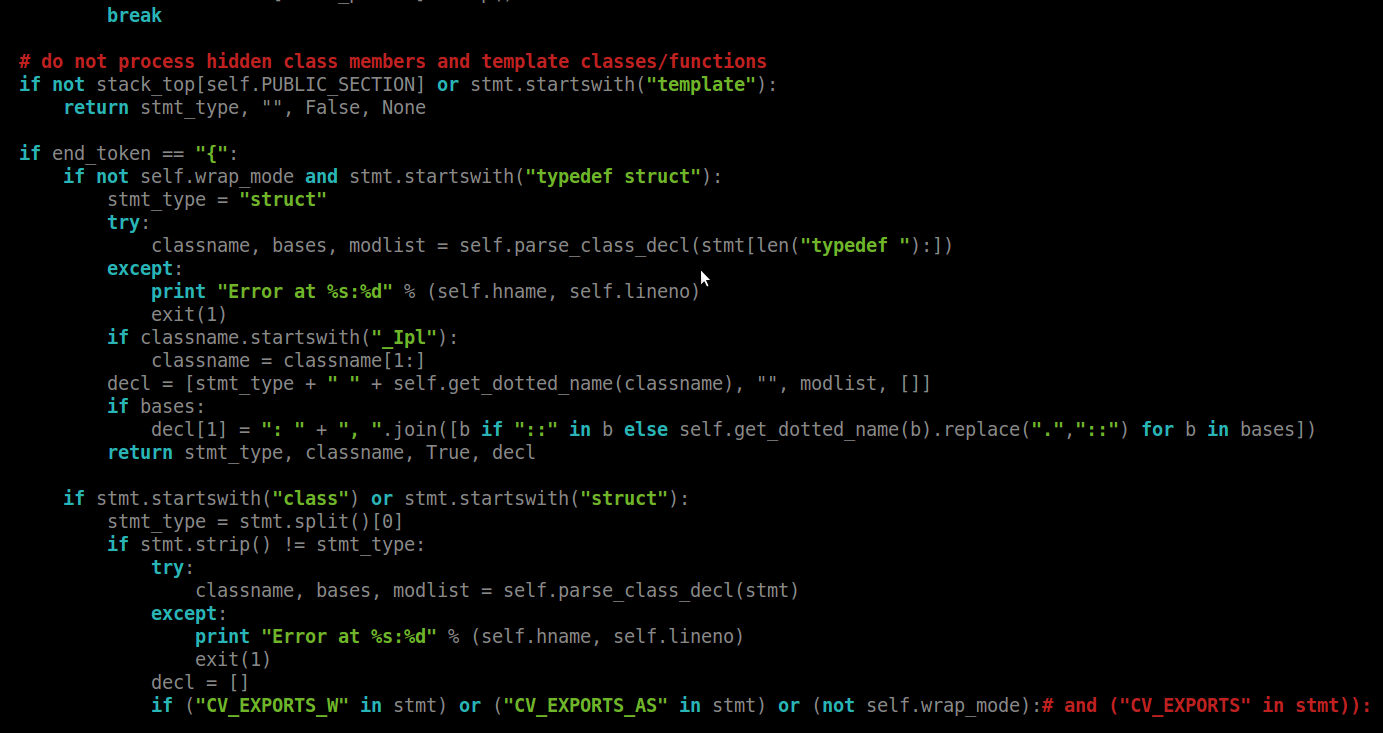 break
# do not process hidden class members and template classes/functions
if not stack_top[self.PUBLIC_SECTION] or stmt.startswith("template"):
return stmt_type, "", False, None
if end_token == "{":
if not self.wrap_mode and stmt.startswith("typedef struct"):
stmt_type = "struct"
try:
classname, bases, modlist = self.parse_class_decl(stmt[len("typedef "):])
except:
print "Error at %s:%d" % (self.hname, self.lineno)
exit(1)
if classname.startswith("_Ipl"):
classname = classname[1:]
decl = [stmt_type + " " + self.get_dotted_name(classname), "", modlist, []]
if bases:
decl[1] = ": " + ", ".join([b if "::" in b else self.get_dotted_name(b).replace(".","::") for b in bases])
return stmt_type, classname, True, decl
if stmt.startswith("class") or stmt.startswith("struct"):
stmt_type = stmt.split()[0]
if stmt.strip() != stmt_type:
try:
classname, bases, modlist = self.parse_class_decl(stmt)
except:
print "Error at %s:%d" % (self.hname, self.lineno)
exit(1)
decl = []
if ("CV_EXPORTS_W" in stmt) or ("CV_EXPORTS_AS" in stmt) or (not self.wrap_mode):# and ("CV_EXPORTS" in stmt)):